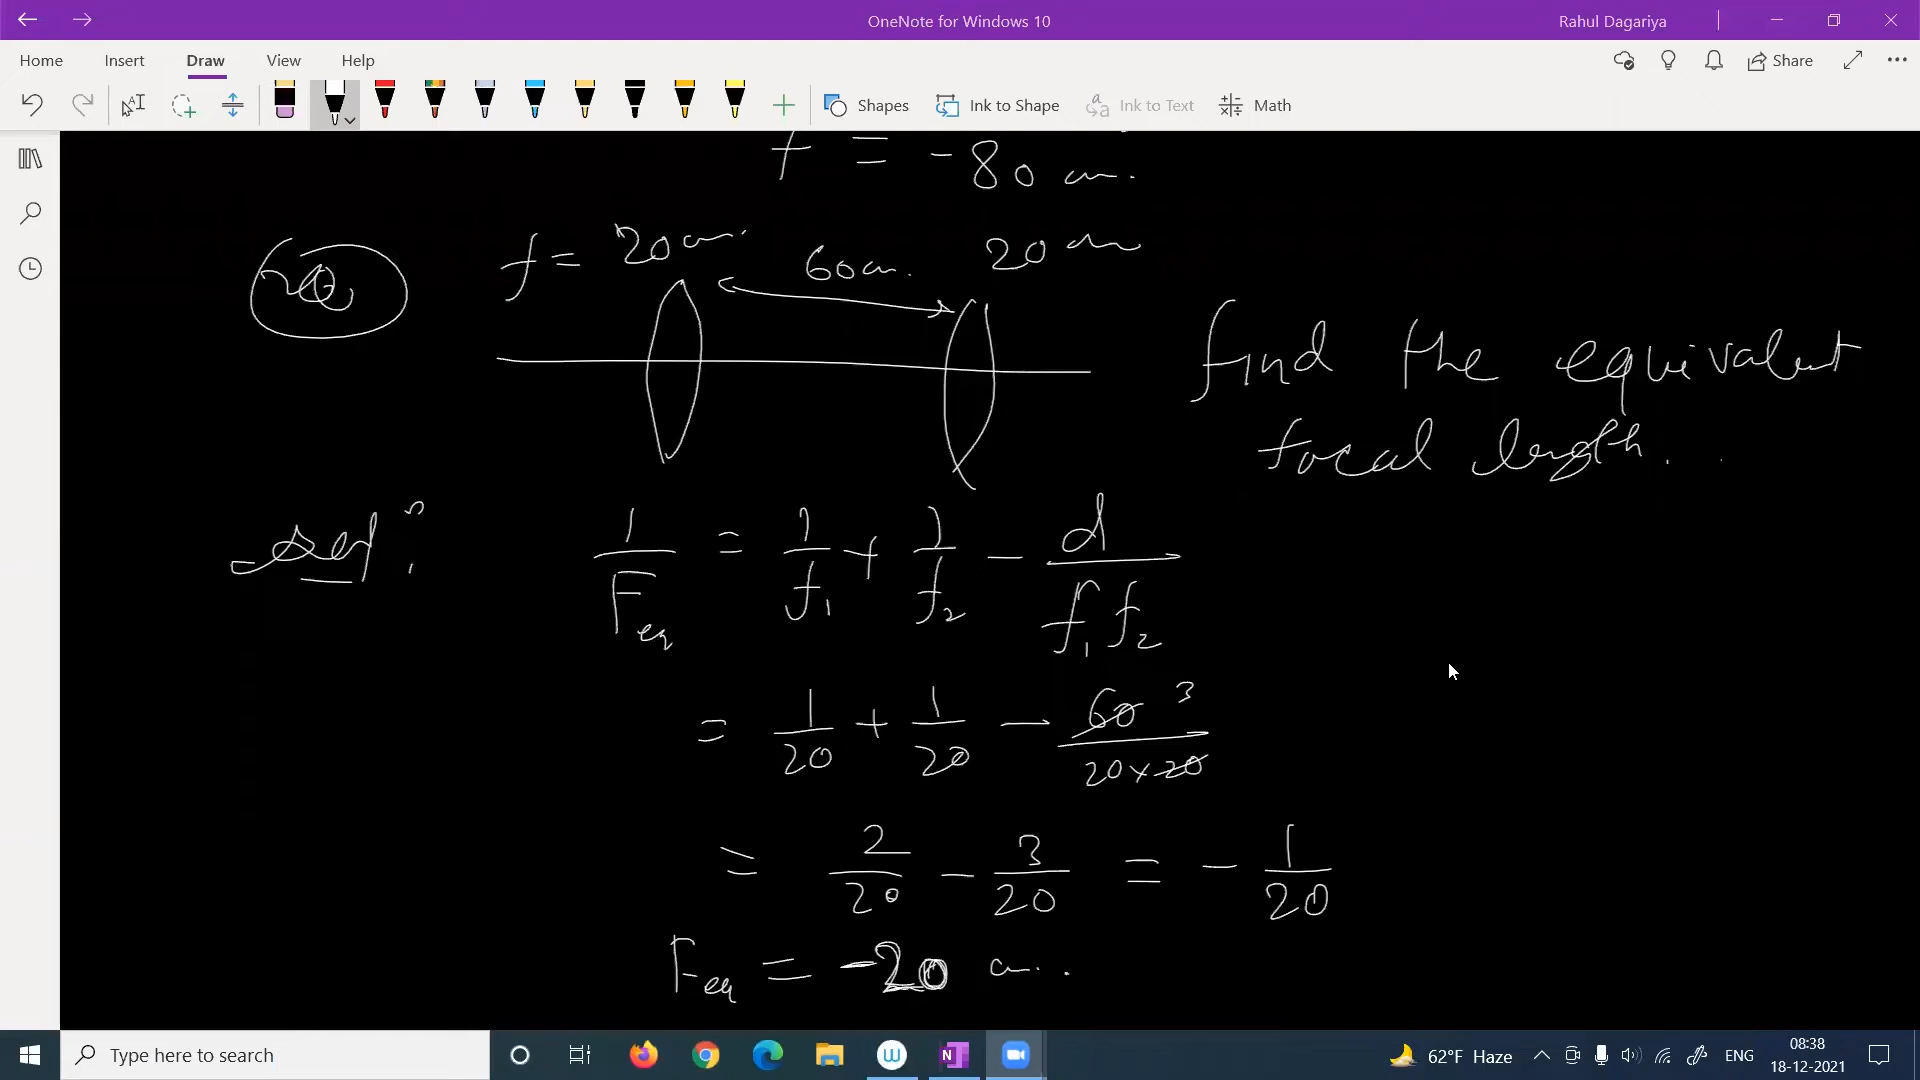 OneNote for Windows 10
Rahul Dagariya
Home Insert Draw View Help
Share
Shapes Ink to Shape Ink to Text Math
f = -80 cm.
f = 20 cm. 60 cm. 20 cm
find the equivalent
focal length.
1/F_eq = 1/f₁ + 1/f₂ - d/f₁f₂
= 1/20 + 1/20 - 60 3/20×20
= 2/20 - 3/20 = - 1/20
F_eq = -20 cm.
Type here to search
62°F Haze
ENG
08:38
18-12-2021